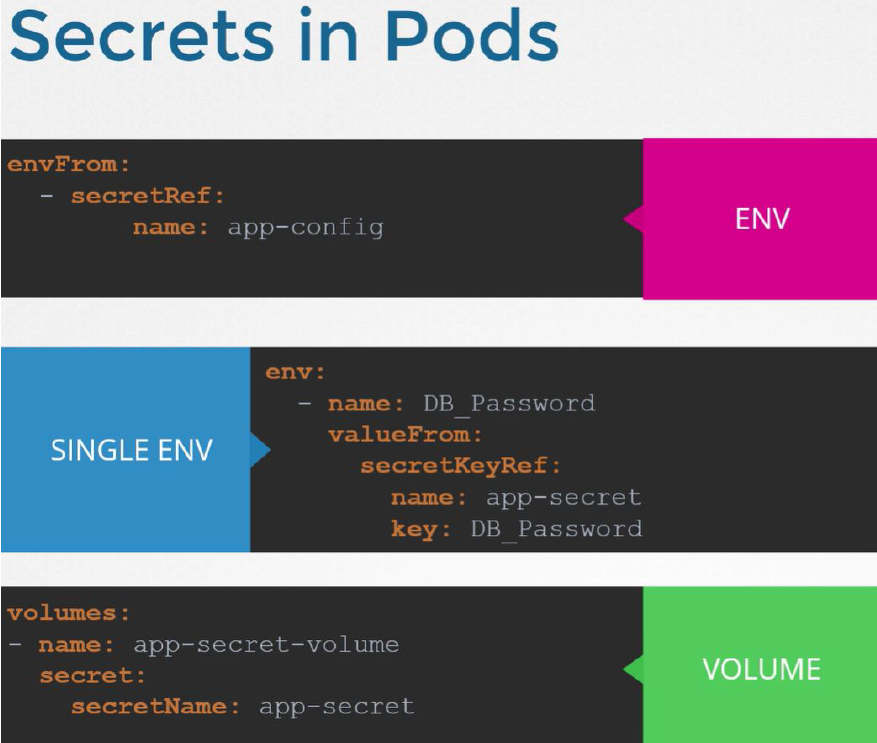 Secrets in Pods
envFrom:
  - secretRef:
        name: app-config
ENV
SINGLE ENV
env:
  - name: DB_Password
    valueFrom:
      secretKeyRef:
        name: app-secret
        key: DB_Password
volumes:
- name: app-secret-volume
  secret:
    secretName: app-secret
VOLUME